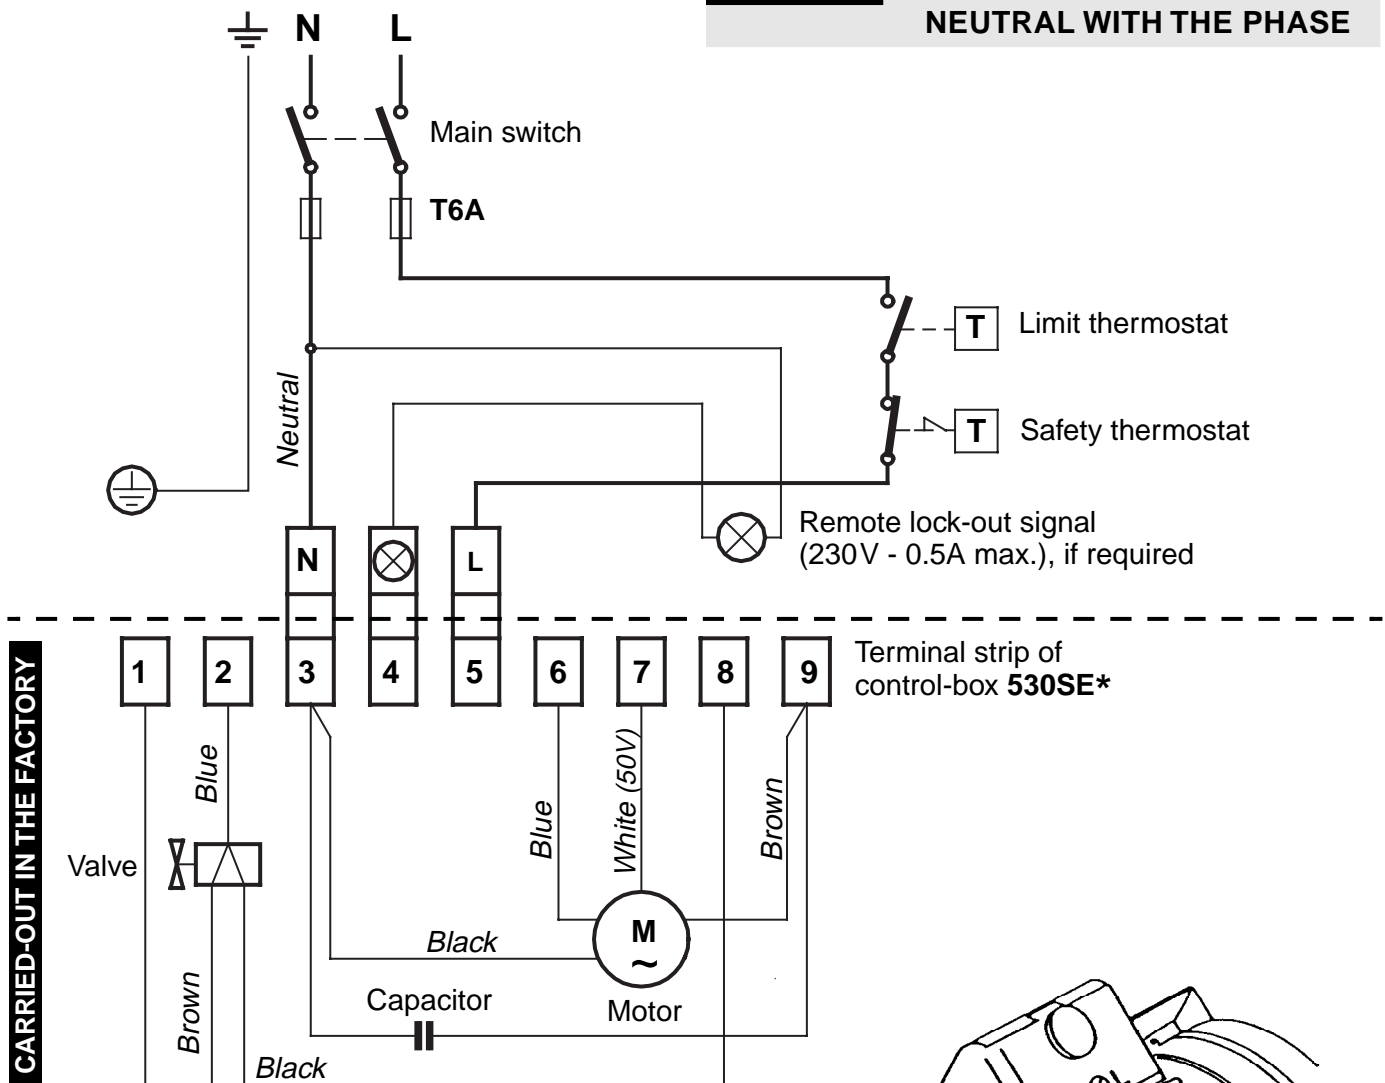 NEUTRAL WITH THE PHASE
N L
Main switch
T6A
T Limit thermostat
Neutral
T Safety thermostat
Remote lock-out signal
(230V - 0.5A max.), if required
N L
1 2 3 4 5 6 7 8 9
Terminal strip of
control-box 530SE*
CARRIED-OUT IN THE FACTORY
Blue
Blue
White (50V)
Brown
Valve
M
~
Black
Brown
Capacitor
Motor
Black